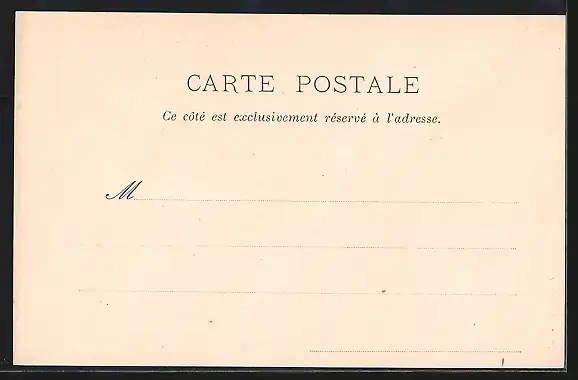 CARTE POSTALE
Ce côté est exclusivement réservé à l'adresse.
M